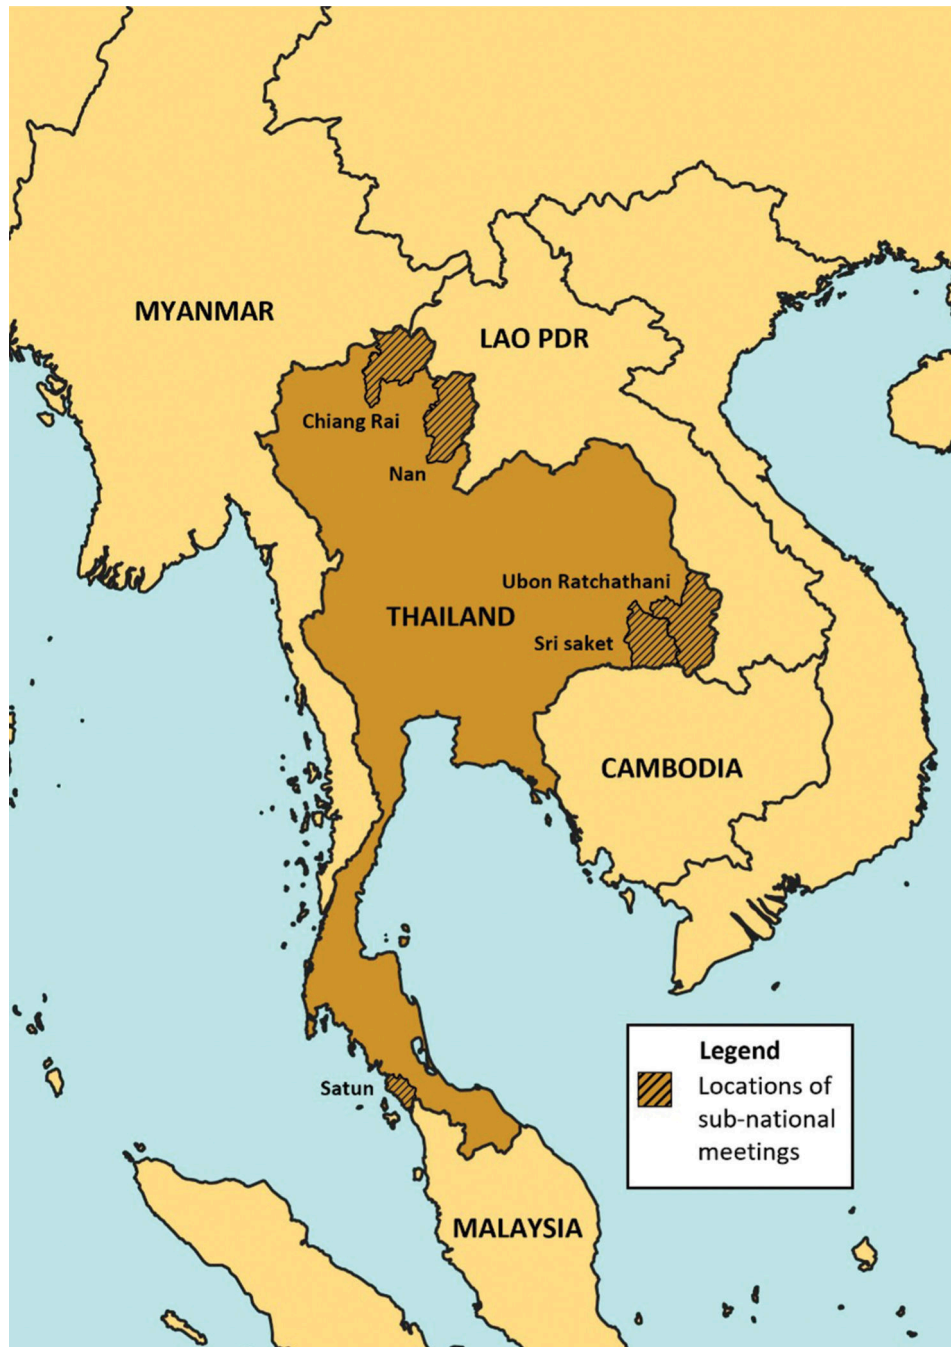 MYANMAR
LAO PDR
Chiang Rai
Nan
Ubon Ratchathani
THAILAND
Sri saket
CAMBODIA
Satun
MALAYSIA
Legend
Locations of
sub-national
meetings